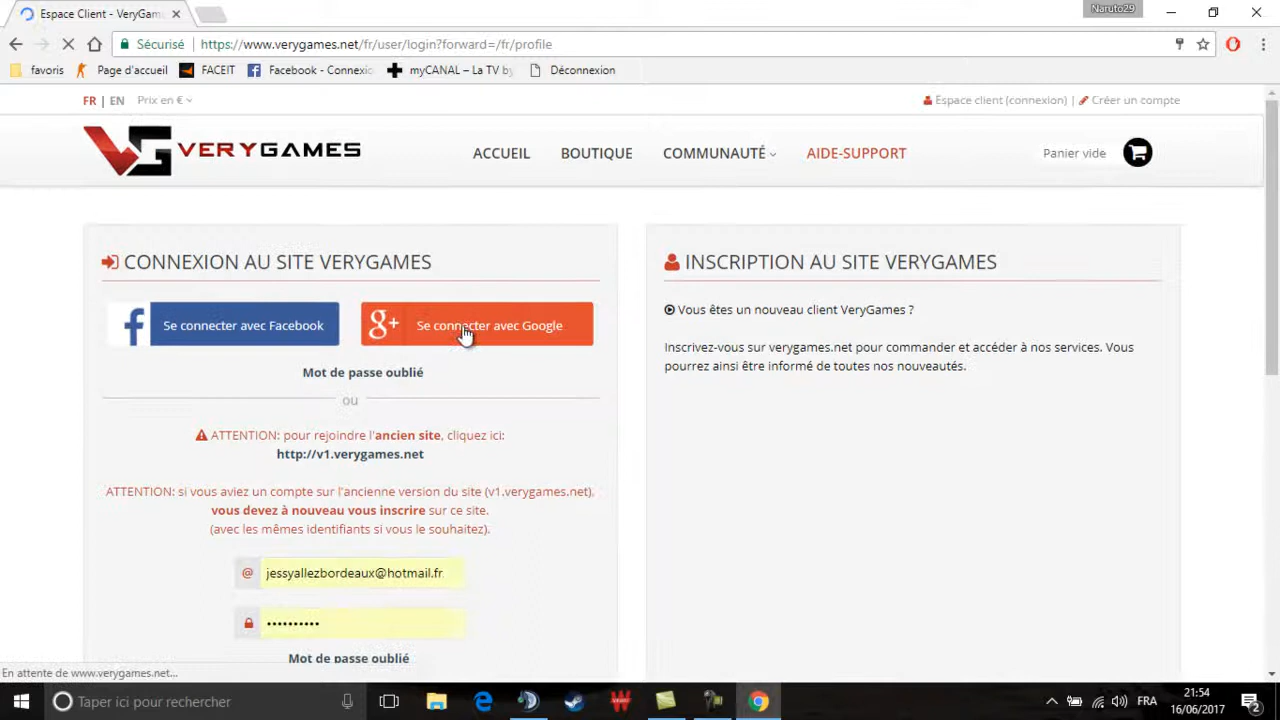 Espace Client - VeryGam
Naruto29
Sécurisé
https://www.verygames.net/fr/user/login?forward=/fr/profile
favoris
Page d'accueil
FACEIT
Facebook - Connexio
myCANAL – La TV by
Déconnexion
FR | EN
Prix en €
Espace client (connexion) | Créer un compte
VERYGAMES
ACCUEIL
BOUTIQUE
COMMUNAUTÉ
AIDE-SUPPORT
Panier vide
CONNEXION AU SITE VERYGAMES
Se connecter avec Facebook
g+ Se connecter avec Google
Mot de passe oublié
ou
ATTENTION: pour rejoindre l'ancien site, cliquez ici:
http://v1.verygames.net
ATTENTION: si vous aviez un compte sur l'ancienne version du site (v1.verygames.net),
vous devez à nouveau vous inscrire sur ce site.
(avec les mêmes identifiants si vous le souhaitez).
@ jessyallezbordeaux@hotmail.fr
••••••••••
Mot de passe oublié
INSCRIPTION AU SITE VERYGAMES
Vous êtes un nouveau client VeryGames ?
Inscrivez-vous sur verygames.net pour commander et accéder à nos services. Vous
pourrez ainsi être informé de toutes nos nouveautés.
En attente de www.verygames.net...
Taper ici pour rechercher
FRA
21:54
16/06/2017
2